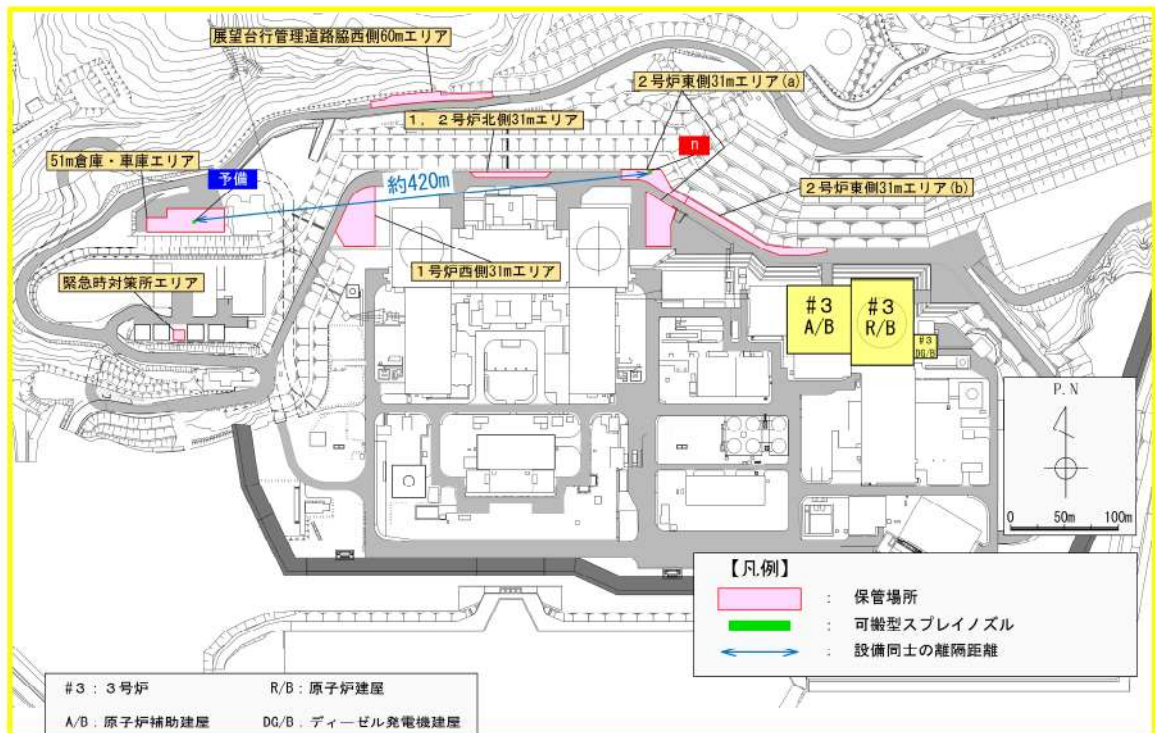 展望台行管理道路脇西側60mエリア
２号炉東側31mエリア(a)
１，２号炉北側31mエリア
n
51m倉庫・車庫エリア
予備
約420m
２号炉東側31mエリア(b)
１号炉西側31mエリア
緊急時対策所エリア
#3
A/B
#3
R/B
#3
DG/B
P.N
0 50m 100m
【凡例】
： 保管場所
： 可搬型スプレイノズル
： 設備同士の離隔距離
#3：３号炉 R/B：原子炉建屋
A/B．原子炉補助建屋 DG/B．ディーゼル発電機建屋